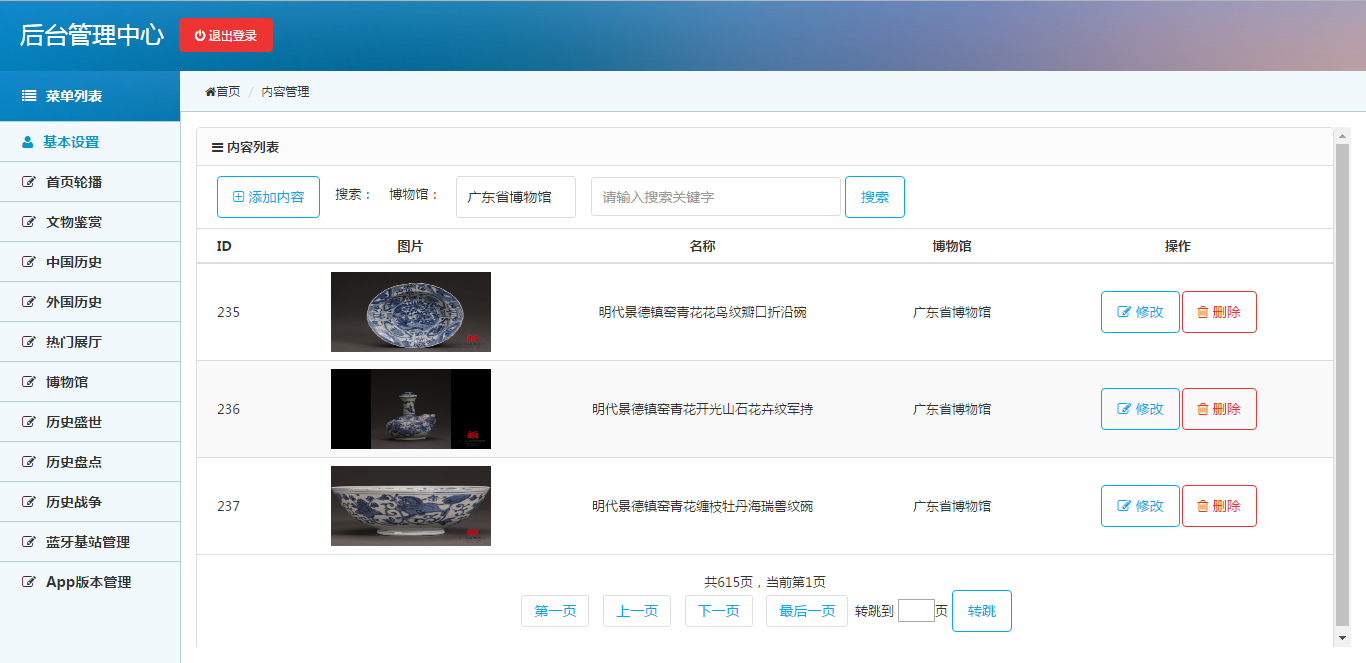 后台管理中心 退出登录
菜单列表
基本设置
首页轮播
文物鉴赏
中国历史
外国历史
热门展厅
博物馆
历史盛世
历史盘点
历史战争
蓝牙基站管理
App版本管理
首页 / 内容管理
内容列表
添加内容 搜索： 博物馆： 广东省博物馆 请输入搜索关键字 搜索
ID 图片 名称 博物馆 操作
235 明代景德镇窑青花花鸟纹瓣口折沿碗 广东省博物馆 修改 删除
236 明代景德镇窑青花开光山石花卉纹军持 广东省博物馆 修改 删除
237 明代景德镇窑青花缠枝牡丹海瑞兽纹碗 广东省博物馆 修改 删除
共615页，当前第1页
第一页 上一页 下一页 最后一页 转跳到 页 转跳